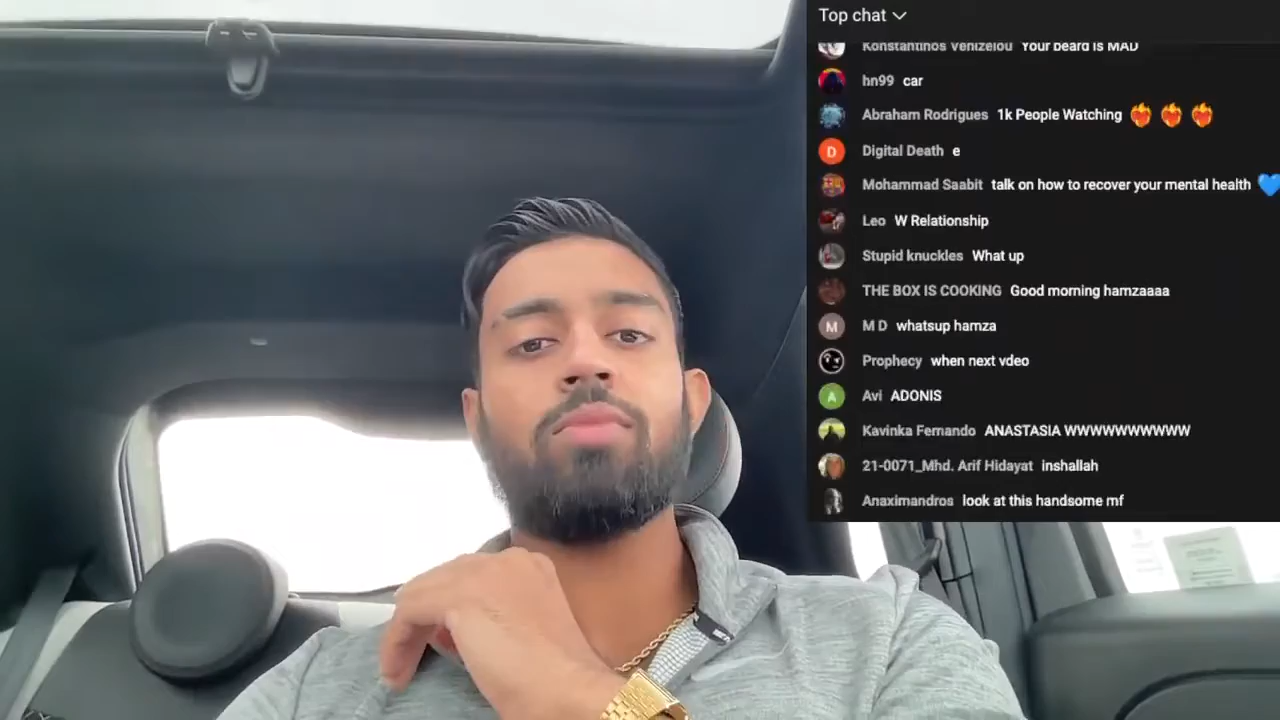 Top chat
Konstantinos Venizelou Your beard is MAD
hn99 car
Abraham Rodrigues 1k People Watching ❤️‍🔥 ❤️‍🔥 ❤️‍🔥
D Digital Death e
Mohammad Saabit talk on how to recover your mental health 💙
Leo W Relationship
Stupid knuckles What up
THE BOX IS COOKING Good morning hamzaaaa
M M D whatsup hamza
Prophecy when next vdeo
A Avi ADONIS
Kavinka Fernando ANASTASIA WWWWWWWWWW
21-0071_Mhd. Arif Hidayat inshallah
Anaximandros look at this handsome mf